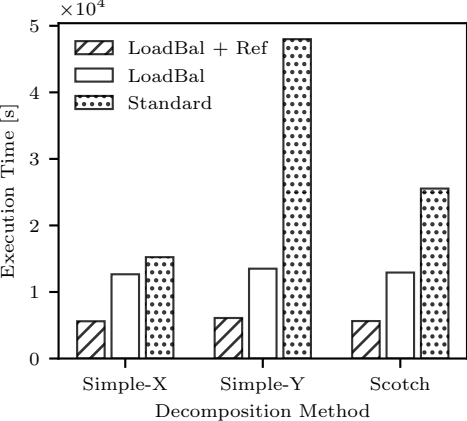 ×10⁴
5
4
3
2
1
0
Execution Time [s]
LoadBal + Ref
LoadBal
Standard
Simple-X Simple-Y Scotch
Decomposition Method